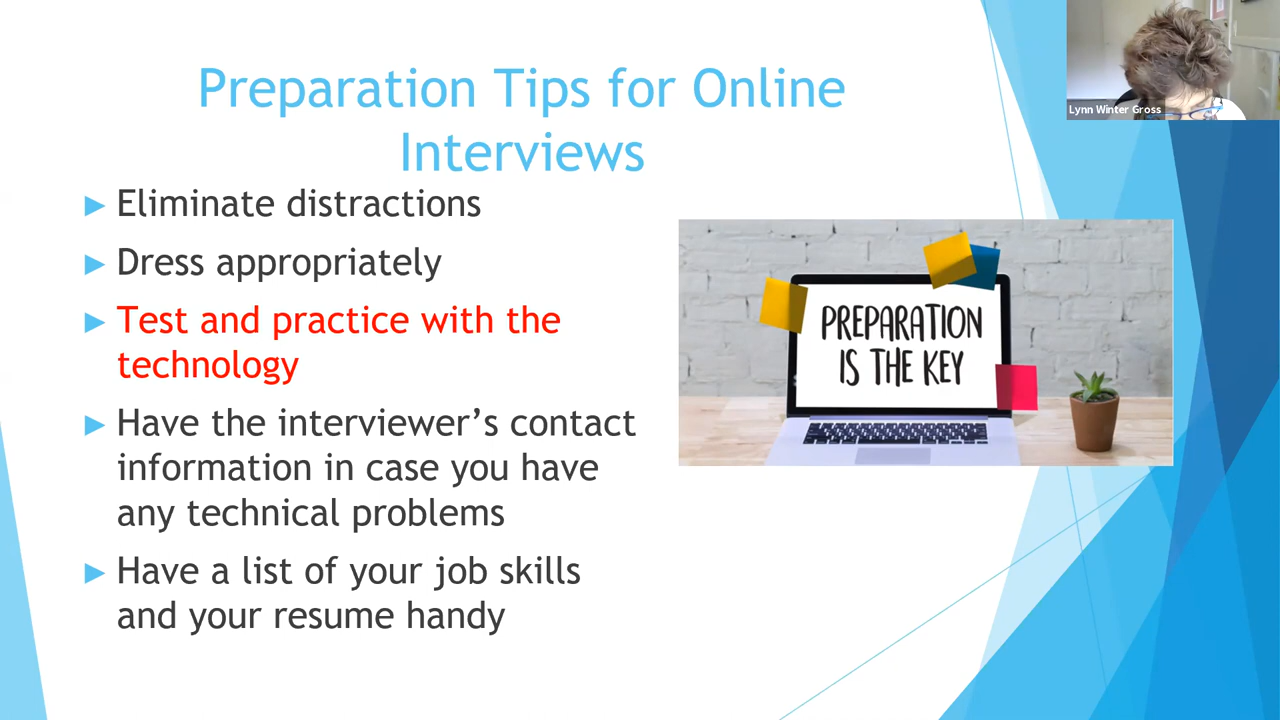 Preparation Tips for Online
Interviews
Lynn Winter Gross
► Eliminate distractions
► Dress appropriately
► Test and practice with the
technology
► Have the interviewer’s contact
information in case you have
any technical problems
► Have a list of your job skills
and your resume handy
PREPARATION
IS THE KEY